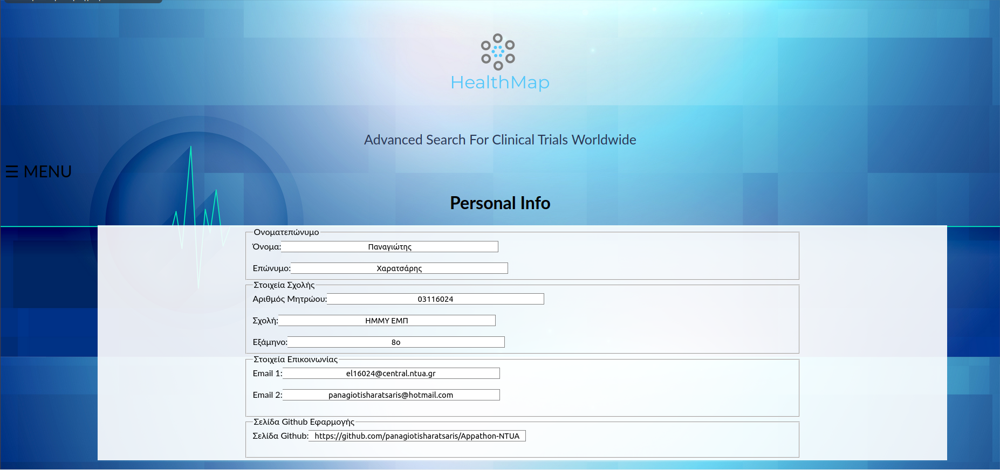 HealthMap
Advanced Search For Clinical Trials Worldwide
☰ MENU
Personal Info
Ονοματεπώνυμο
Όνομα: Παναγιώτης
Επώνυμο: Χαρατσάρης
Στοιχεία Σχολής
Αριθμός Μητρώου: 03116024
Σχολή: ΗΜΜΥ ΕΜΠ
Εξάμηνο: 8ο
Στοιχεία Επικοινωνίας
Email 1: el16024@central.ntua.gr
Email 2: panagiotisharatsaris@hotmail.com
Σελίδα Github Εφαρμογής
Σελίδα Github: https://github.com/panagiotisharatsaris/Appathon-NTUA